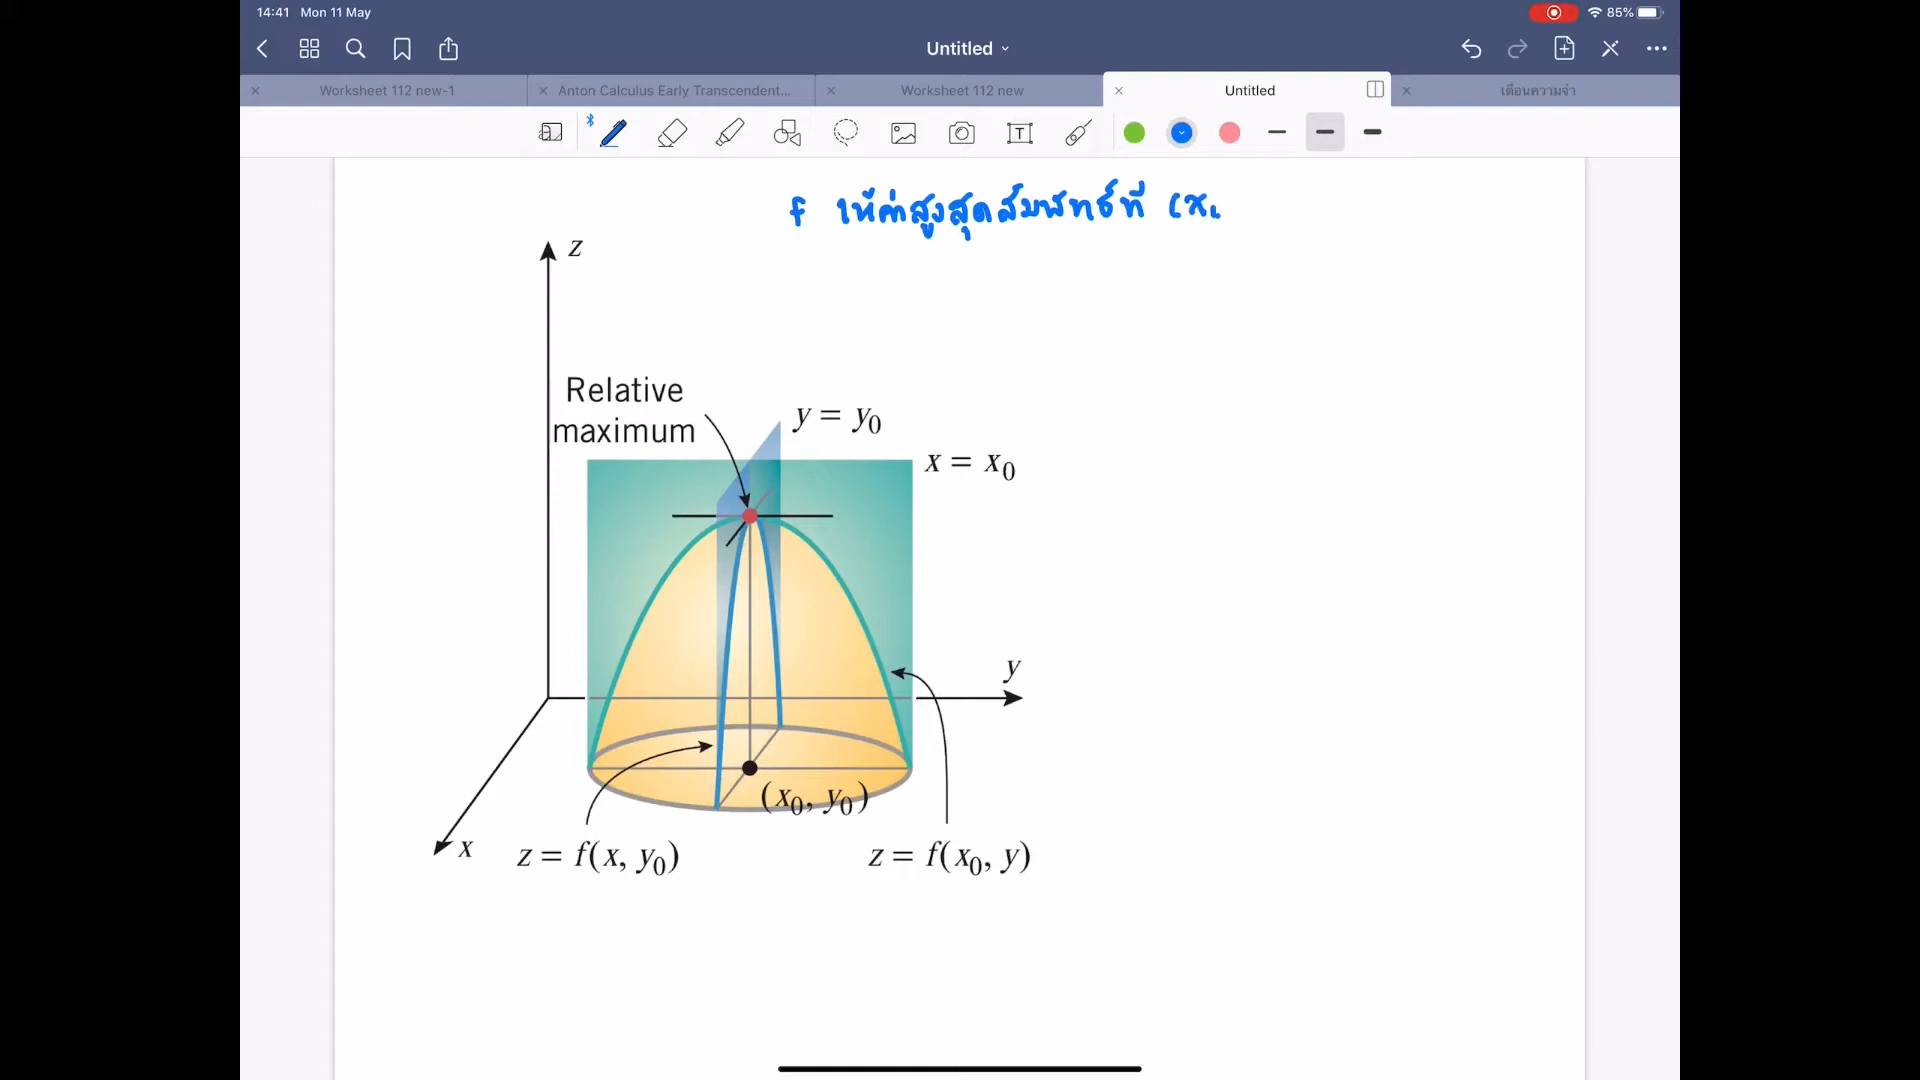 14:41 Mon 11 May
85%
Untitled
Worksheet 112 new-1
Anton Calculus Early Transcendent...
Worksheet 112 new
Untitled
เตือนความจำ
T
f ให้ค่าสูงสุดสัมพัทธ์ที่ (x
z
Relative
maximum
y = y₀
x = x₀
y
(x₀, y₀)
x
z = f(x, y₀)
z = f(x₀, y)